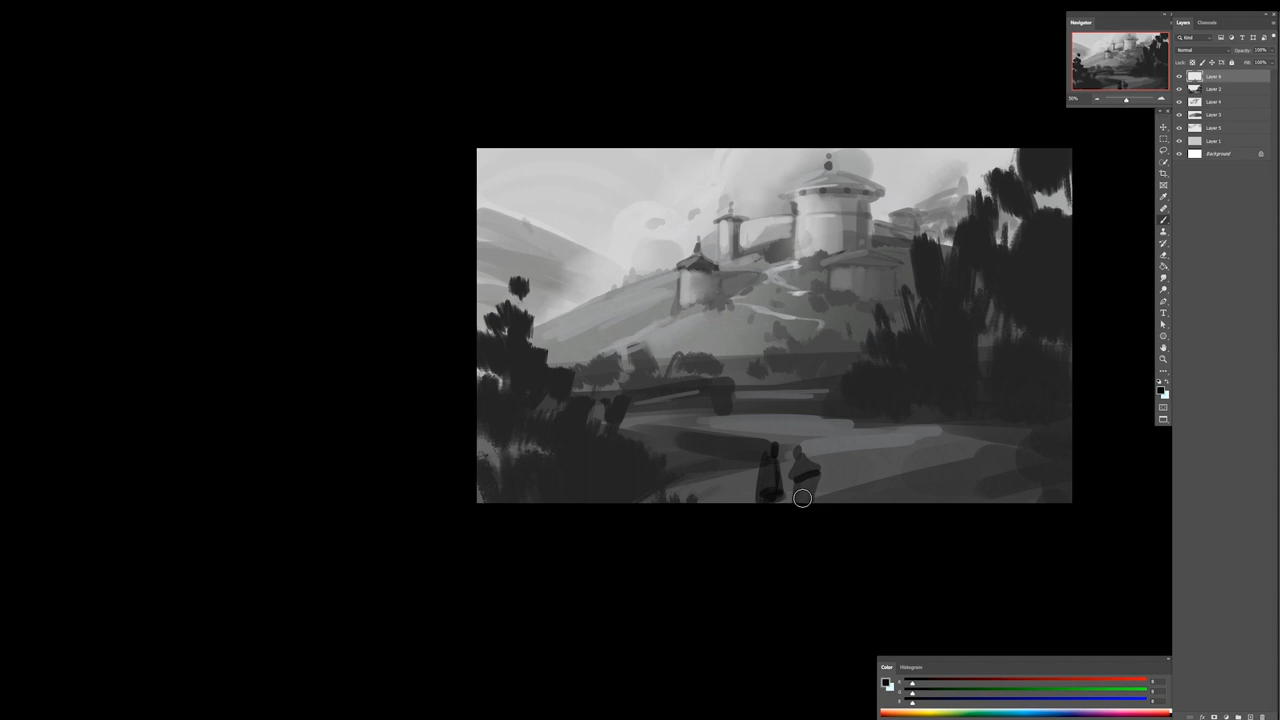 Navigator
50%
Layers Channels
Kind
Normal Opacity: 100%
Lock: Fill: 100%
Layer 6
Layer 2
Layer 4
Layer 3
Layer 5
Layer 1
Background
T
Color Histogram
R
G